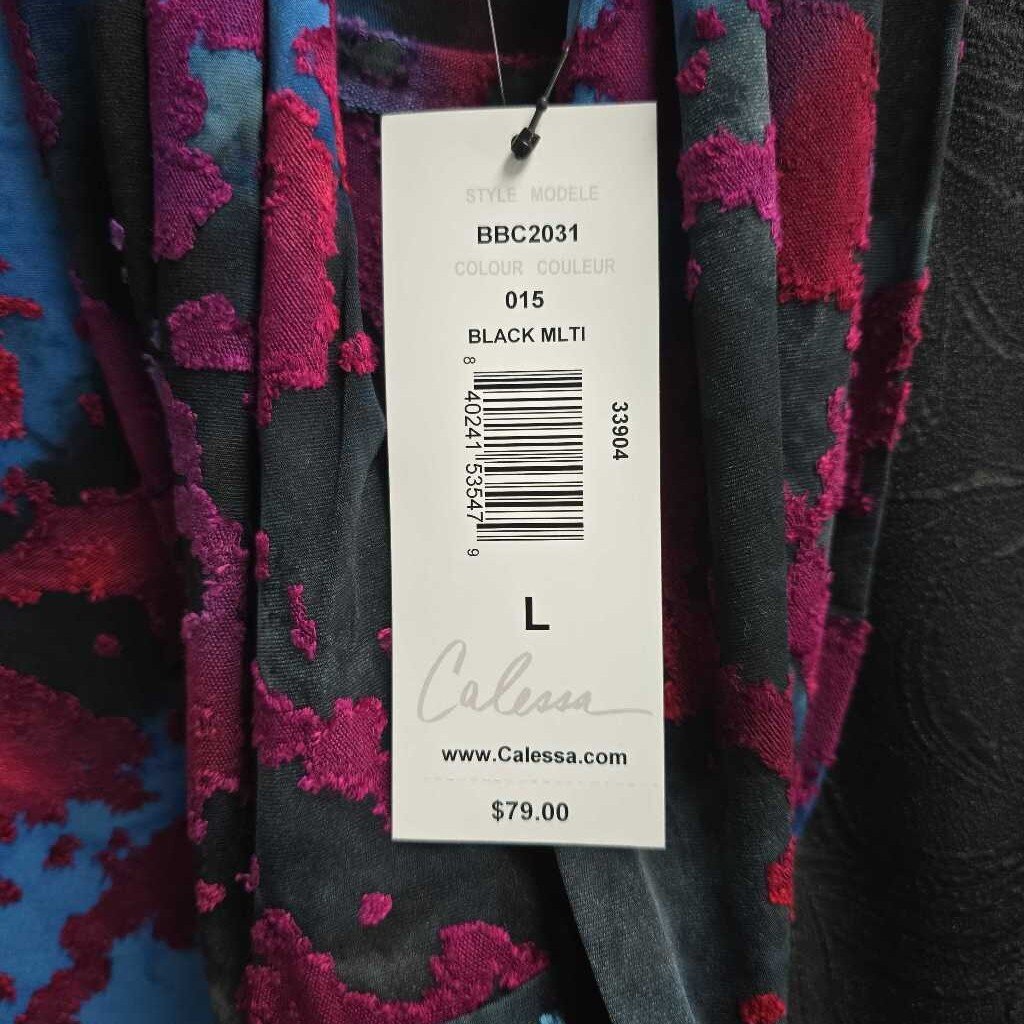 STYLE MODELE
BBC2031
COLOUR COULEUR
015
BLACK MLTI
8 40241 53547 9
33904
L
Calessa
www.Calessa.com
$79.00